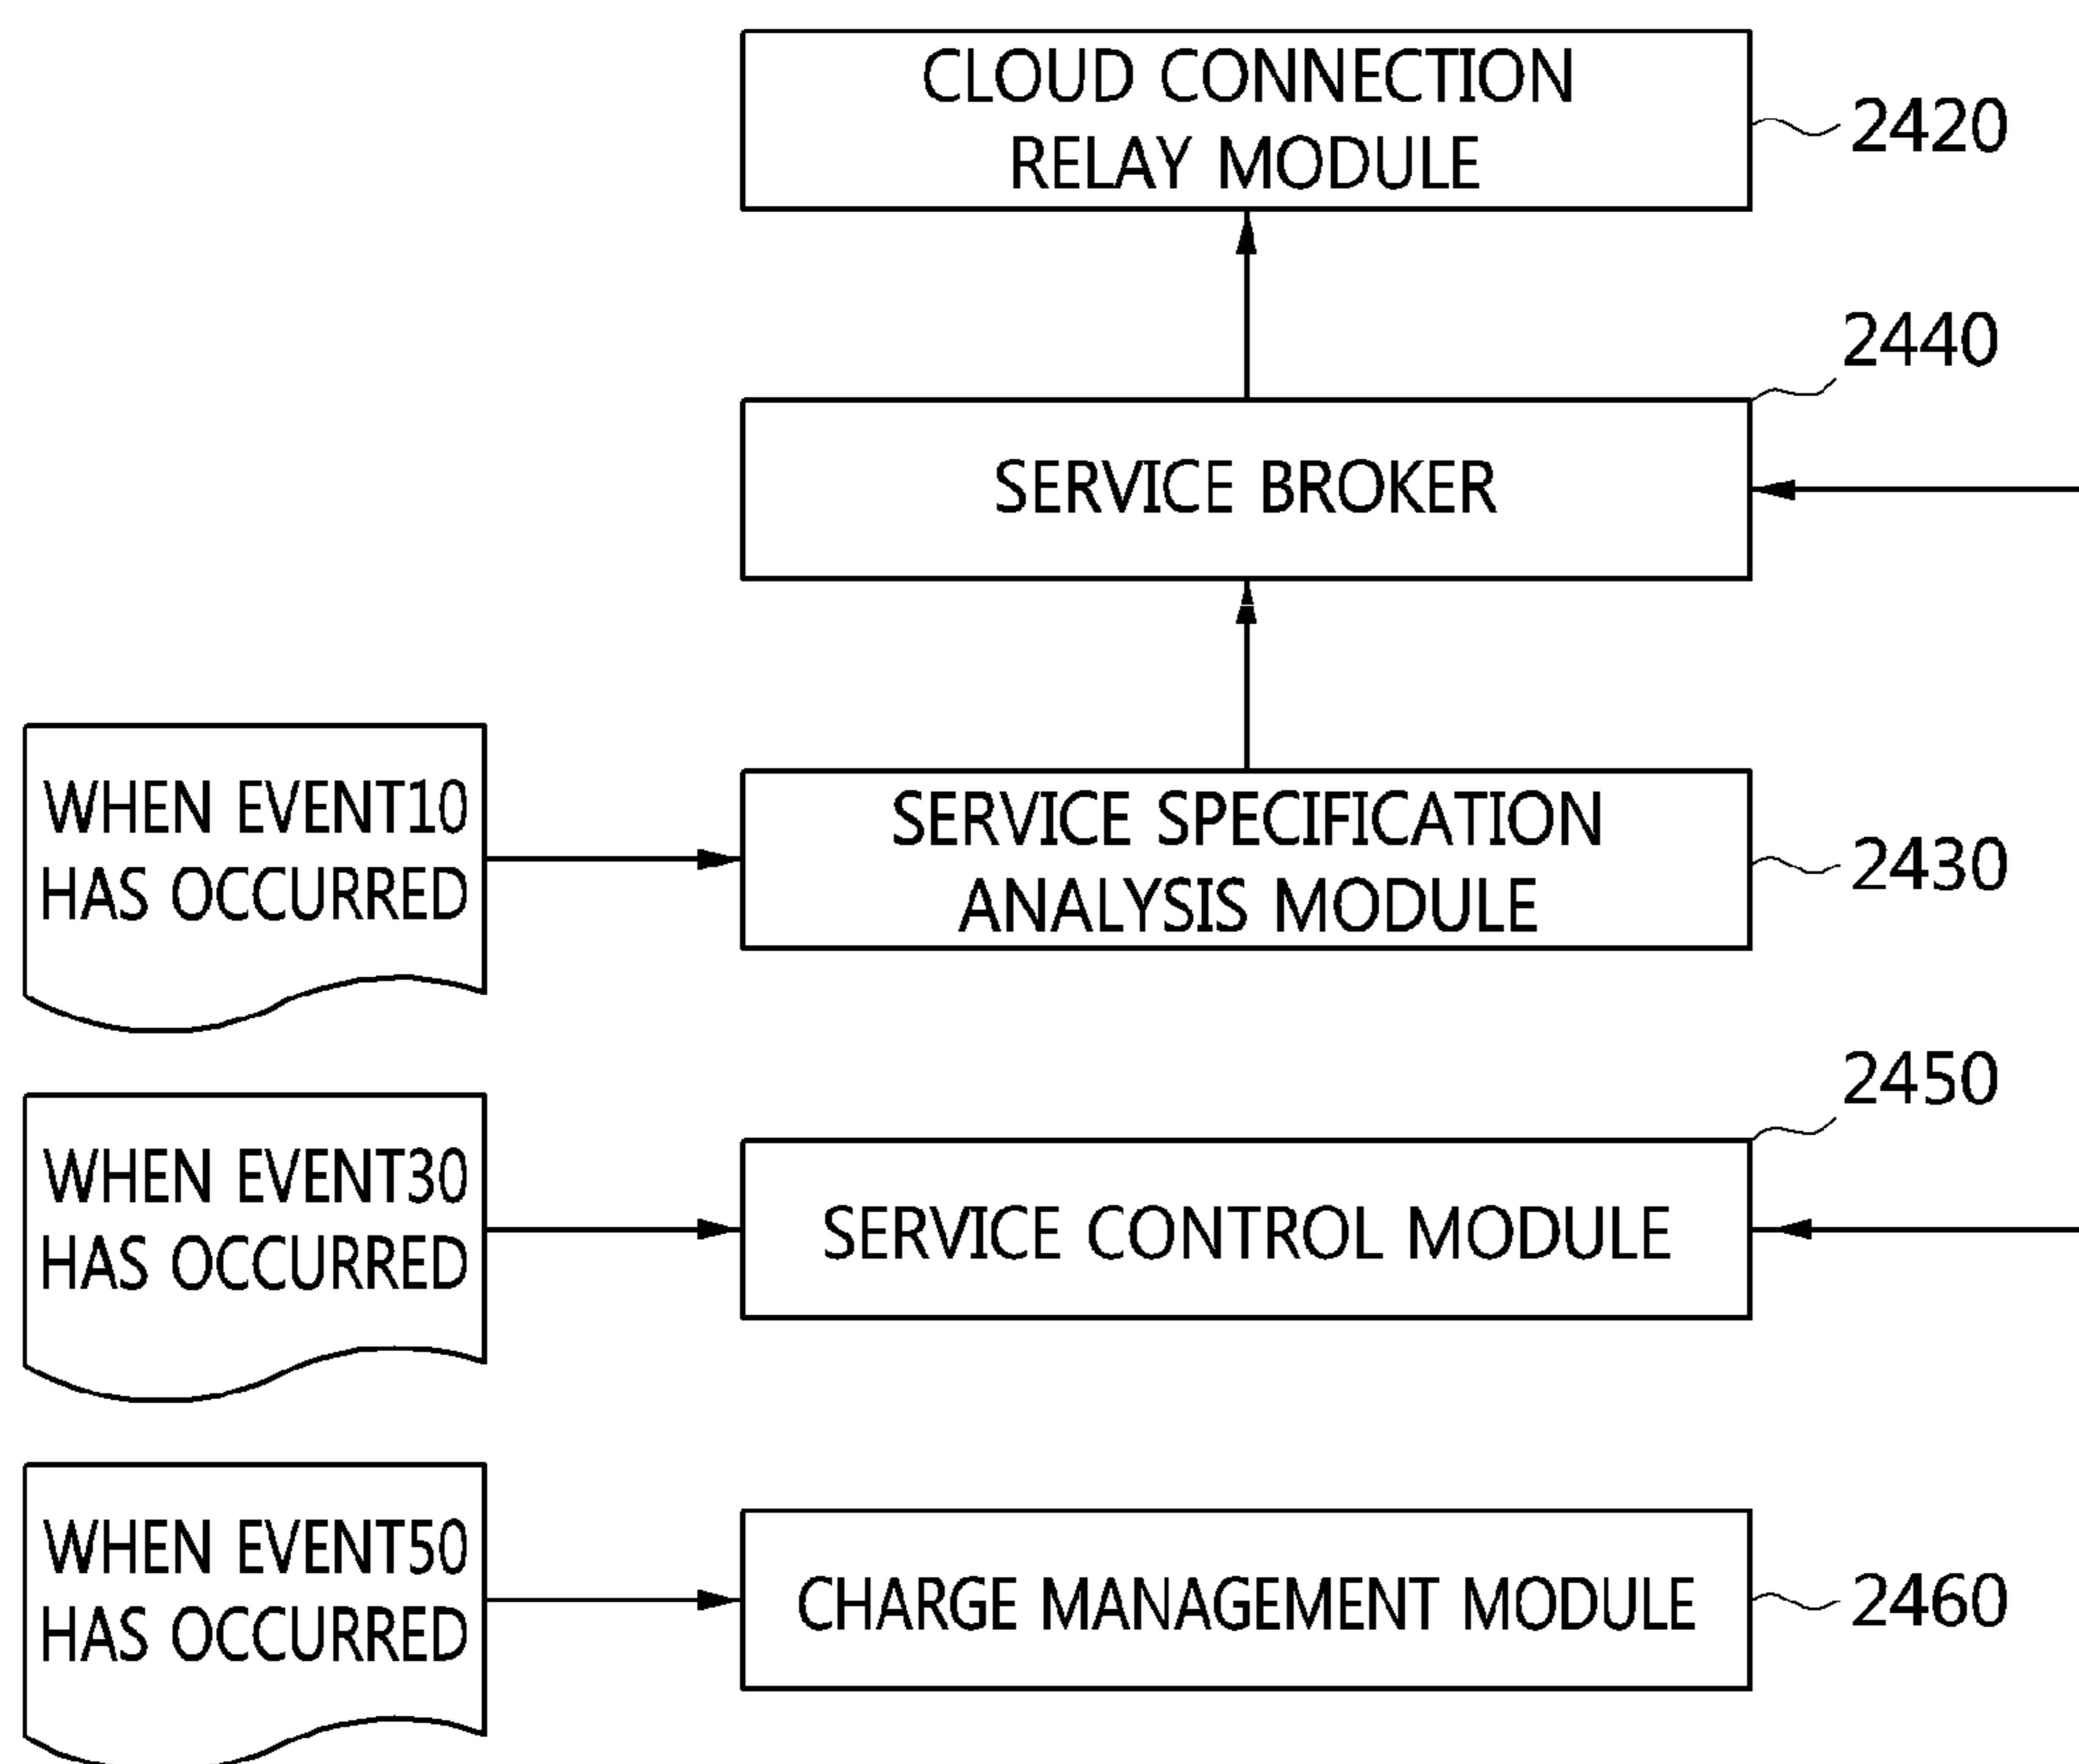 CLOUD CONNECTION
RELAY MODULE
2420
2440
SERVICE BROKER
WHEN EVENT10
HAS OCCURRED
SERVICE SPECIFICATION
ANALYSIS MODULE
2430
2450
WHEN EVENT30
HAS OCCURRED
SERVICE CONTROL MODULE
WHEN EVENT50
HAS OCCURRED
CHARGE MANAGEMENT MODULE
2460